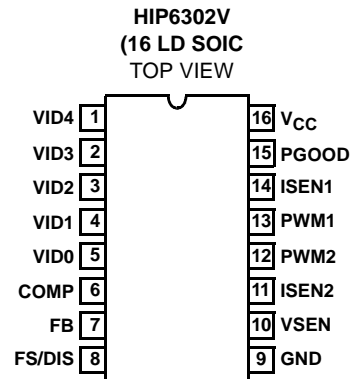 HIP6302V
(16 LD SOIC
TOP VIEW
VID4 1 16 VCC
VID3 2 15 PGOOD
VID2 3 14 ISEN1
VID1 4 13 PWM1
VID0 5 12 PWM2
COMP 6 11 ISEN2
FB 7 10 VSEN
FS/DIS 8 9 GND